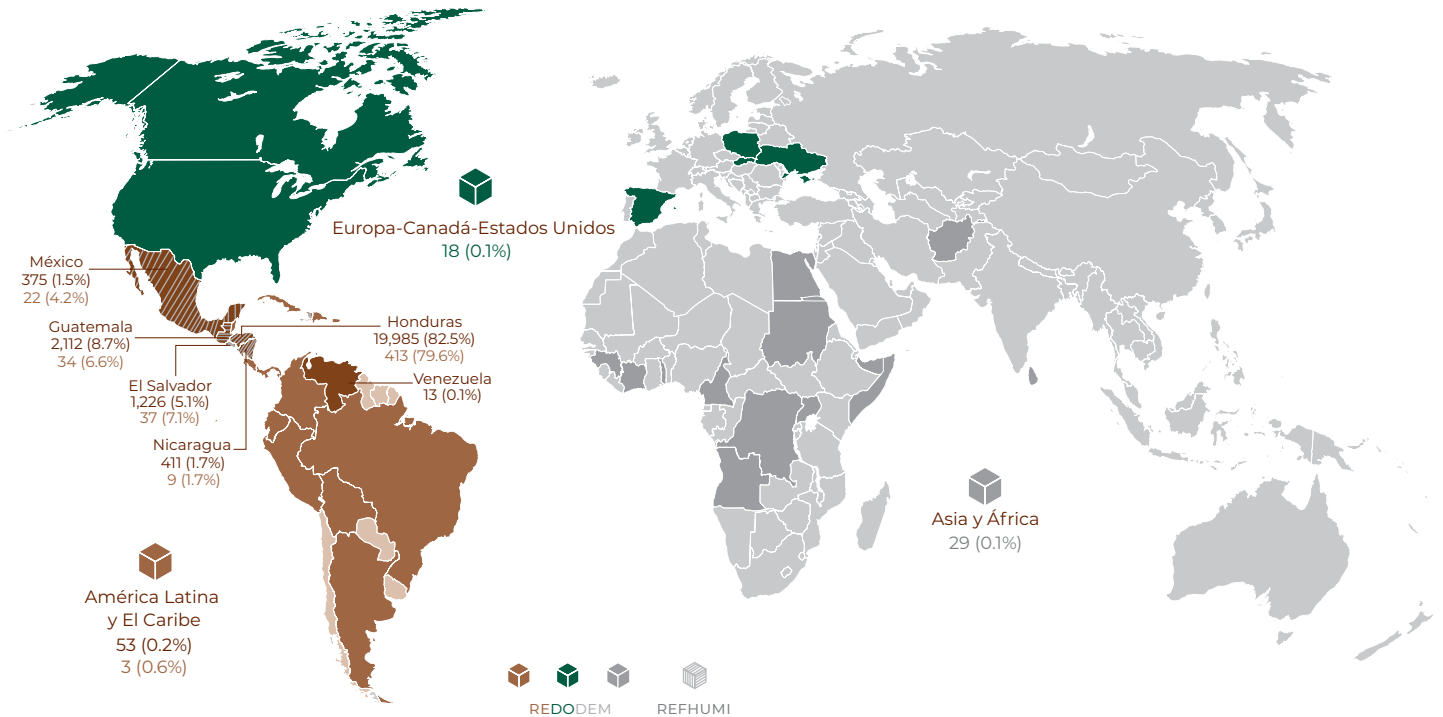 Europa-Canadá-Estados Unidos
18 (0.1%)
México
375 (1.5%)
22 (4.2%)
Guatemala
2,112 (8.7%)
34 (6.6%)
Honduras
19,985 (82.5%)
413 (79.6%)
El Salvador
1,226 (5.1%)
37 (7.1%)
Venezuela
13 (0.1%)
Nicaragua
411 (1.7%)
9 (1.7%)
Asia y África
29 (0.1%)
América Latina
y El Caribe
53 (0.2%)
3 (0.6%)
REDODEM
REFHUMI